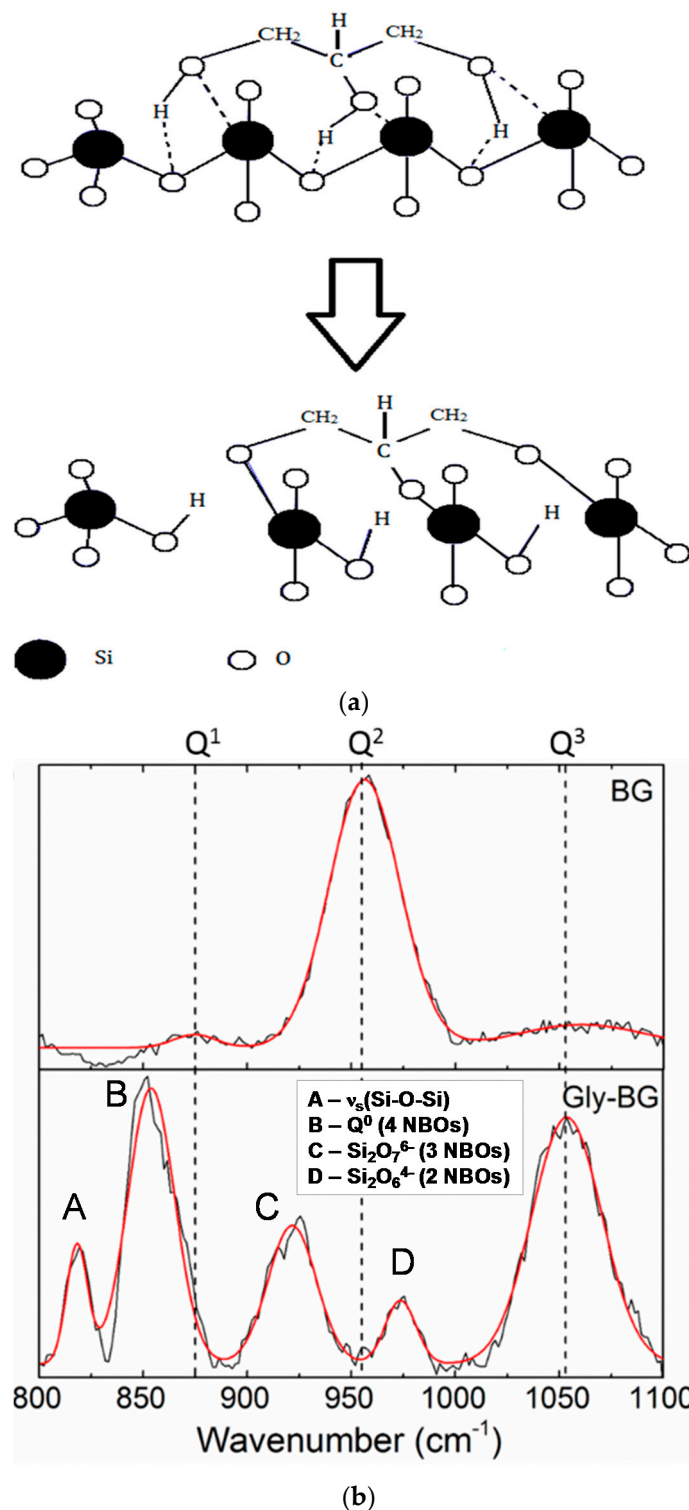 H
CH₂ CH₂
C
O O
H O H
H
O O O
O O O O
O O O O O
H
CH₂ CH₂
C
O O
O O O O
H H H
O O O O
O O O O
Si O O
(a)
Q¹ Q² Q³
BG
B A – νₛ(Si-O-Si) Gly-BG
B – Q⁰ (4 NBOs)
C – Si₂O₇⁶⁻ (3 NBOs)
D – Si₂O₆⁴⁻ (2 NBOs)
A C D
800 850 900 950 1000 1050 1100
Wavenumber (cm⁻¹)
(b)